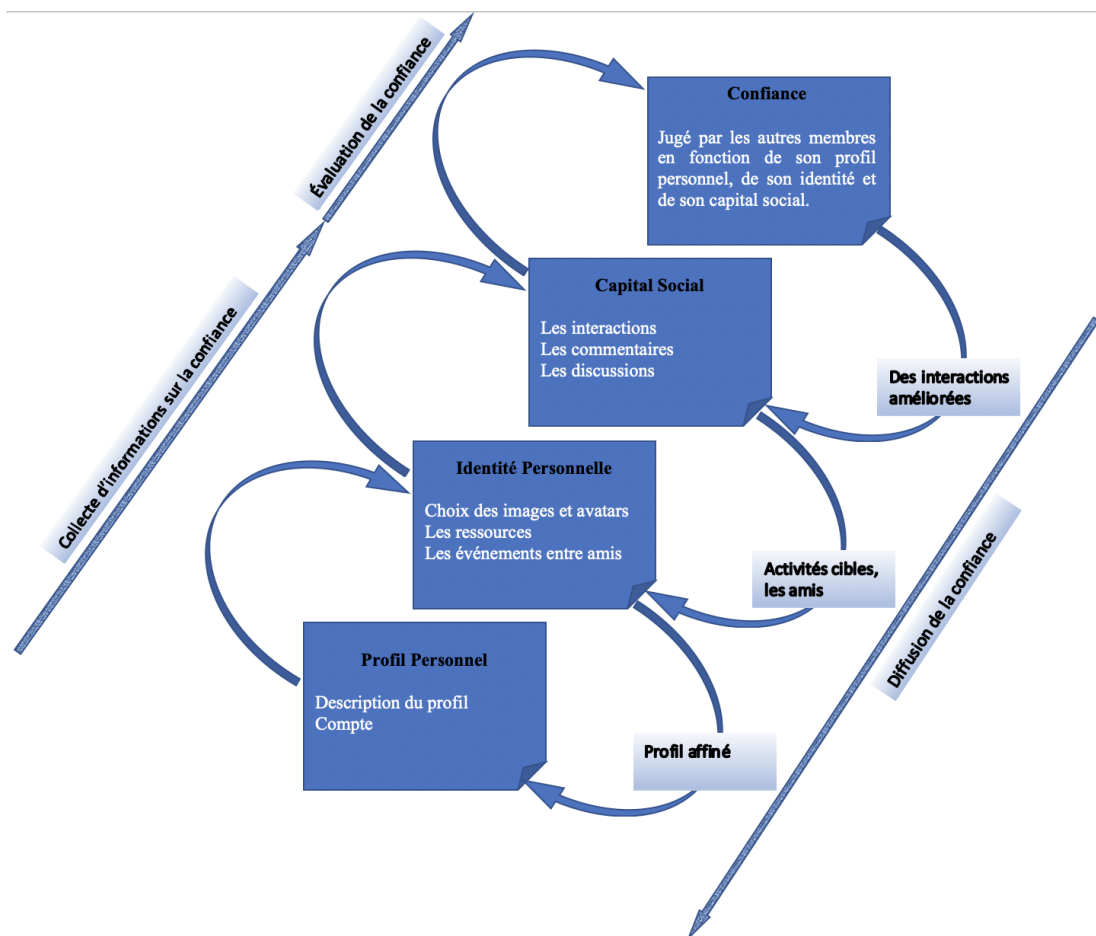 Évaluation de la confiance
Collecte d'informations sur la confiance
Confiance
Jugé par les autres membres
en fonction de son profil
personnel, de son identité et
de son capital social.
Capital Social
Les interactions
Les commentaires
Les discussions
Des interactions
améliorées
Identité Personnelle
Choix des images et avatars
Les ressources
Les événements entre amis
Activités cibles,
les amis
Diffusion de la confiance
Profil Personnel
Description du profil
Compte
Profil affiné